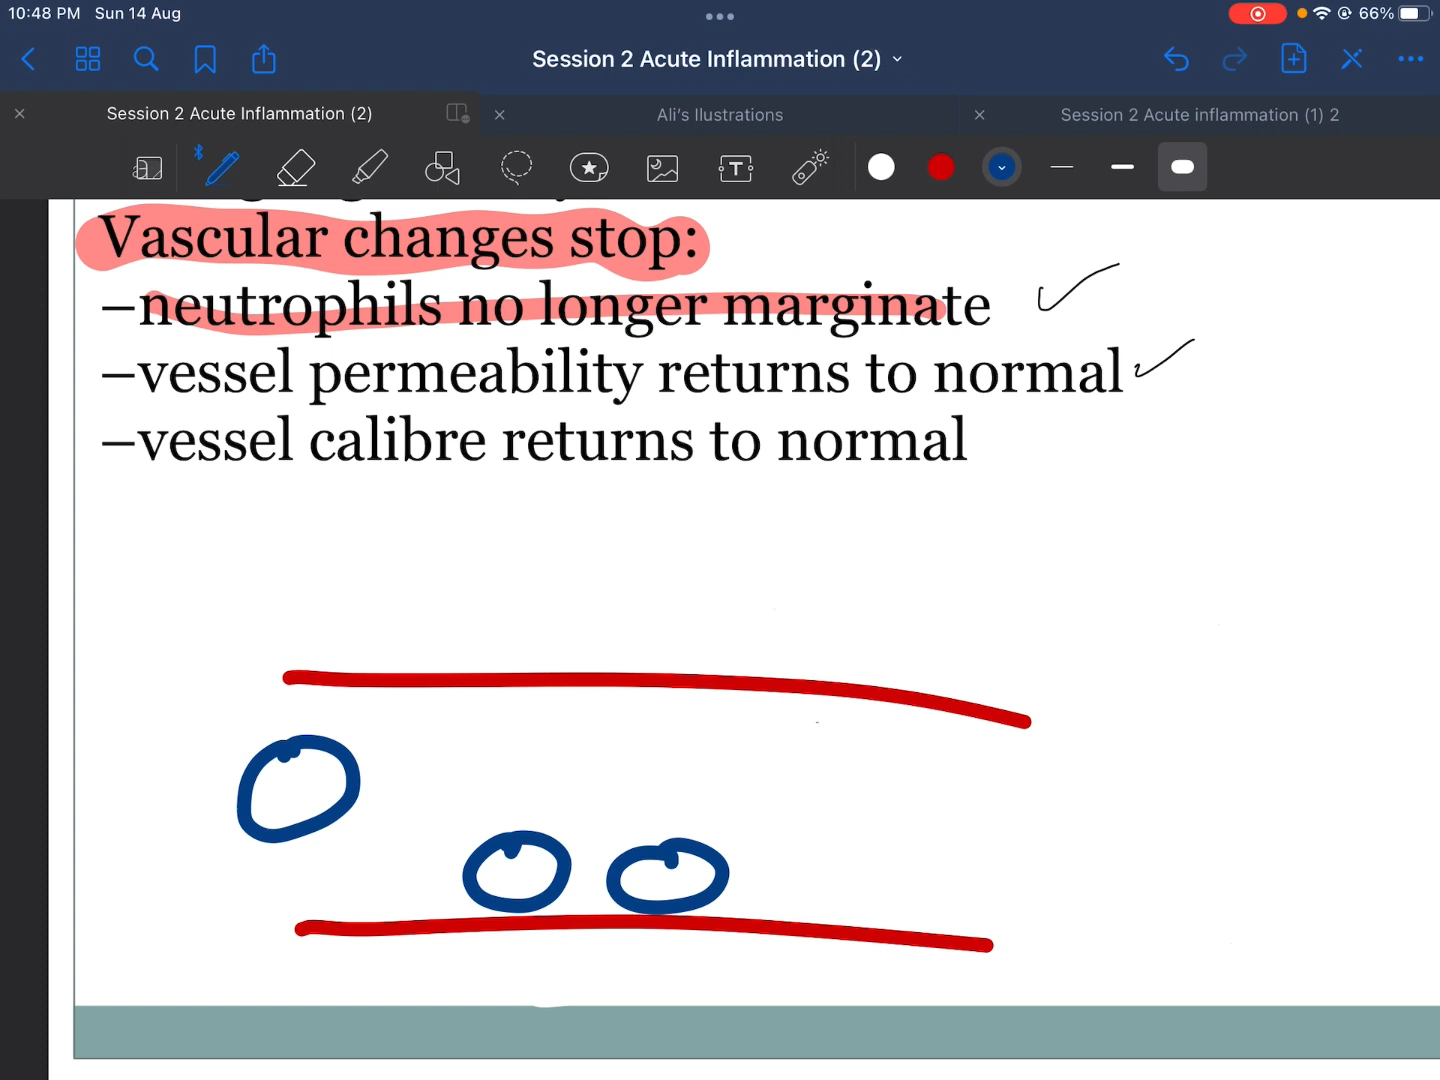 10:48 PM Sun 14 Aug
66%
Session 2 Acute Inflammation (2)
Session 2 Acute Inflammation (2)
Ali's Ilustrations
Session 2 Acute inflammation (1) 2
a
T
Vascular changes stop:
–neutrophils no longer marginate
–vessel permeability returns to normal
–vessel calibre returns to normal